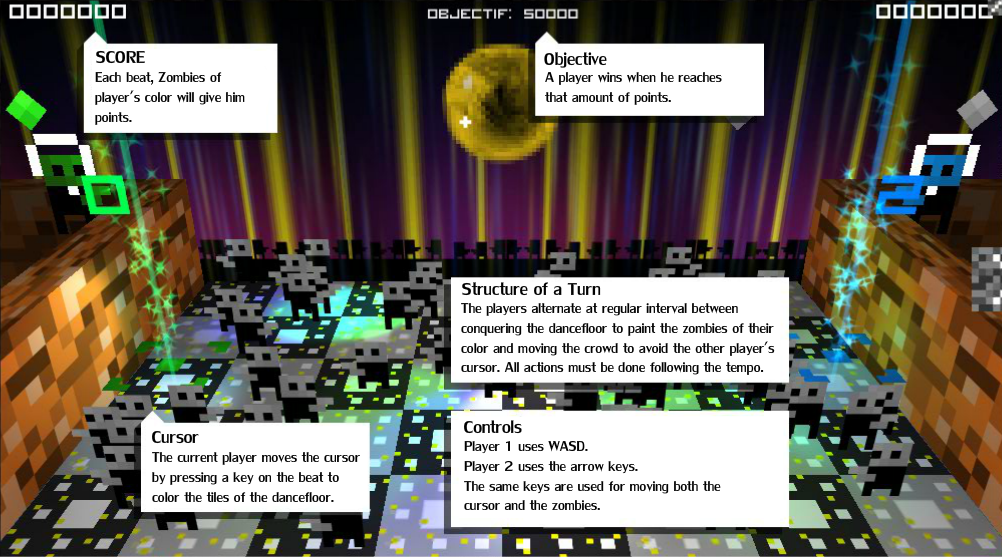 0000000
OBJECTIF: 50000
0000000
SCORE
Each beat, Zombies of
player's color will give him
points.
Objective
A player wins when he reaches
that amount of points.
0
2
Structure of a Turn
The players alternate at regular interval between
conquering the dancefloor to paint the zombies of their
color and moving the crowd to avoid the other player's
cursor. All actions must be done following the tempo.
Cursor
The current player moves the cursor
by pressing a key on the beat to
color the tiles of the dancefloor.
Controls
Player 1 uses WASD.
Player 2 uses the arrow keys.
The same keys are used for moving both the
cursor and the zombies.